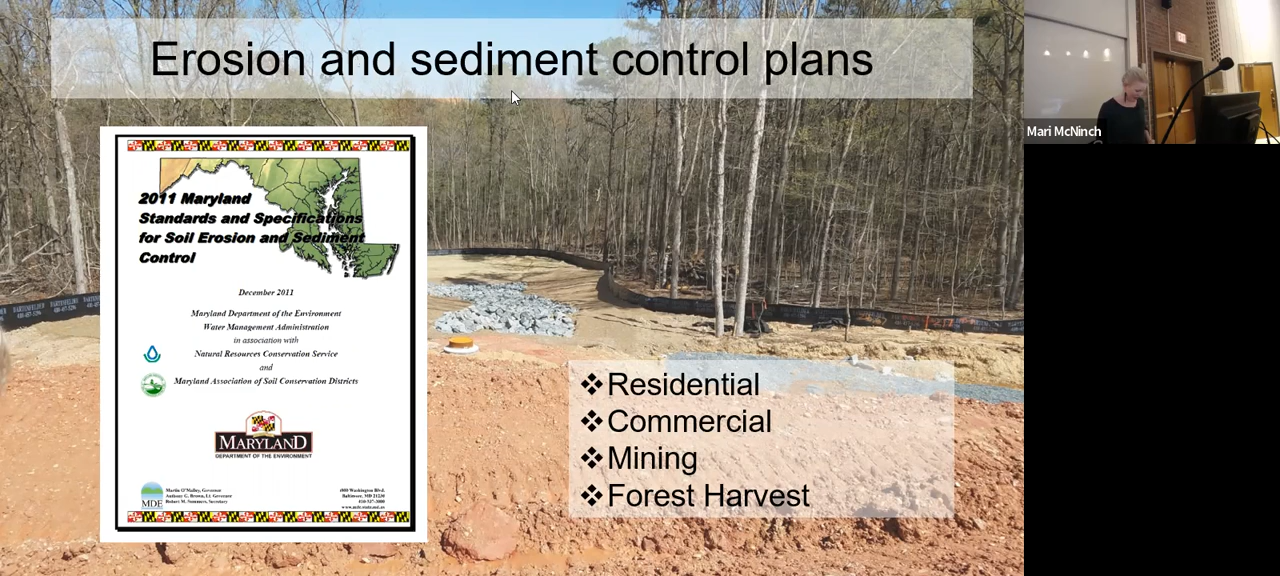 Erosion and sediment control plans
2011 Maryland
Standards and Specifications
for Soil Erosion and Sediment
Control
December 2011
Maryland Department of the Environment
Water Management Administration
in association with
Natural Resources Conservation Service
and
Maryland Association of Soil Conservation Districts
MARYLAND
DEPARTMENT OF THE ENVIRONMENT
MDE
Martin O'Malley, Governor
Anthony G. Brown, Lt. Governor
Robert M. Summers, Secretary
1800 Washington Blvd.
Baltimore, MD 21230
410-537-3000
www.mde.state.md.us
❖Residential
❖Commercial
❖Mining
❖Forest Harvest
Mari McNinch
EXIT